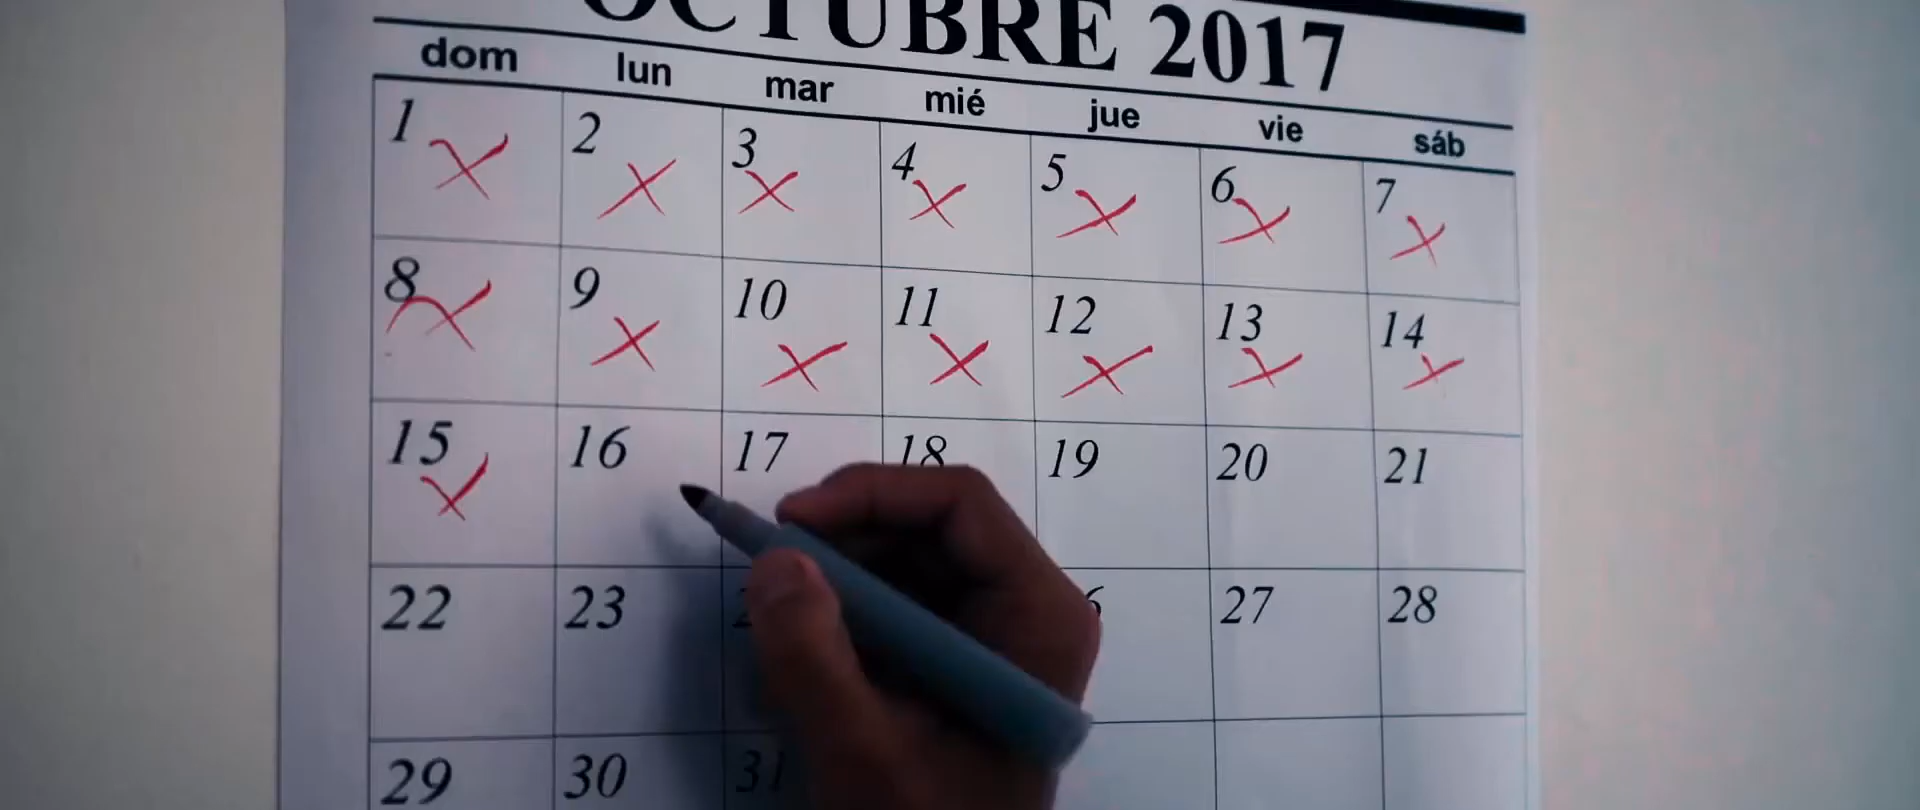 OCTUBRE 2017
dom lun mar mié jue vie sáb
1 2 3 4 5 6 7
8 9 10 11 12 13 14
15 16 17 18 19 20 21
22 23 27 28
29 30 31